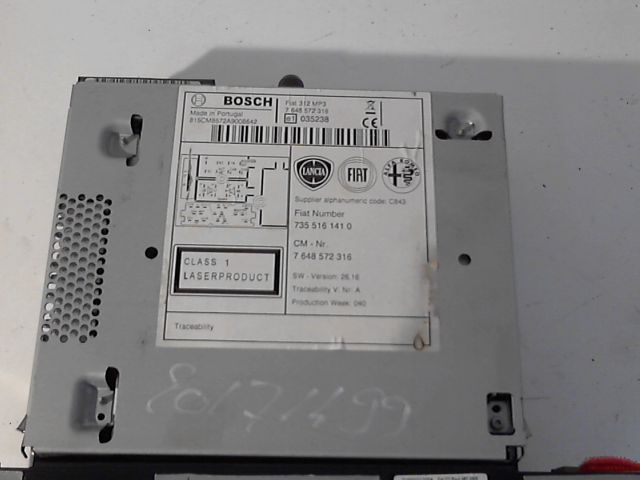 BOSCH
Made in Portugal
Fiat 312 MP3
7 648 572 316
e1 035238
CE
LANCIA
FIAT
ALFA ROMEO
Supplier alphanumeric code: C843
Fiat Number
735 516 141 0
CM - Nr.
7 648 572 316
SW - Version: 26.16
Traceability V. Nr: A
Production Week: 040
CLASS 1
LASERPRODUCT
Traceability